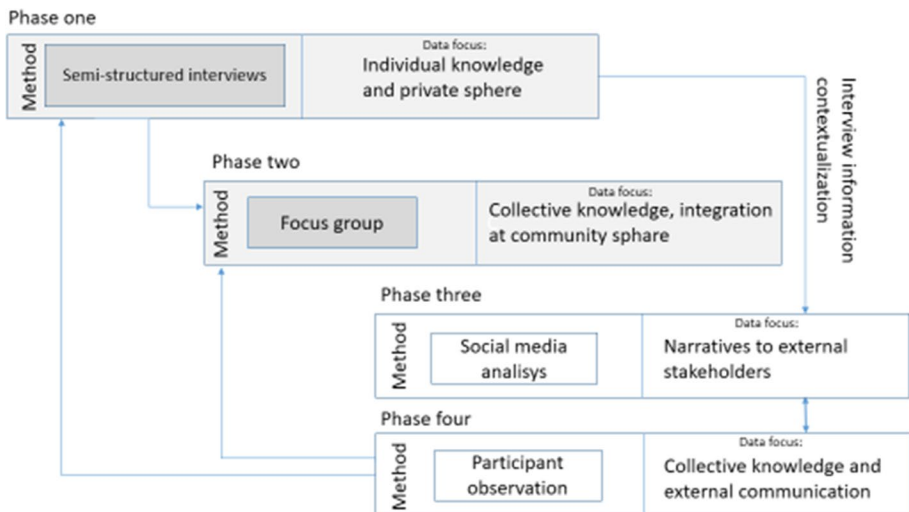 Phase one
Method
Semi-structured interviews
Data focus:
Individual knowledge
and private sphere
Interview information
contextualization
Phase two
Method
Focus group
Data focus:
Collective knowledge, integration
at community sphare
Phase three
Method
Social media
analisys
Data focus:
Narratives to external
stakeholders
Phase four
Method
Participant
observation
Data focus:
Collective knowledge and
external communication